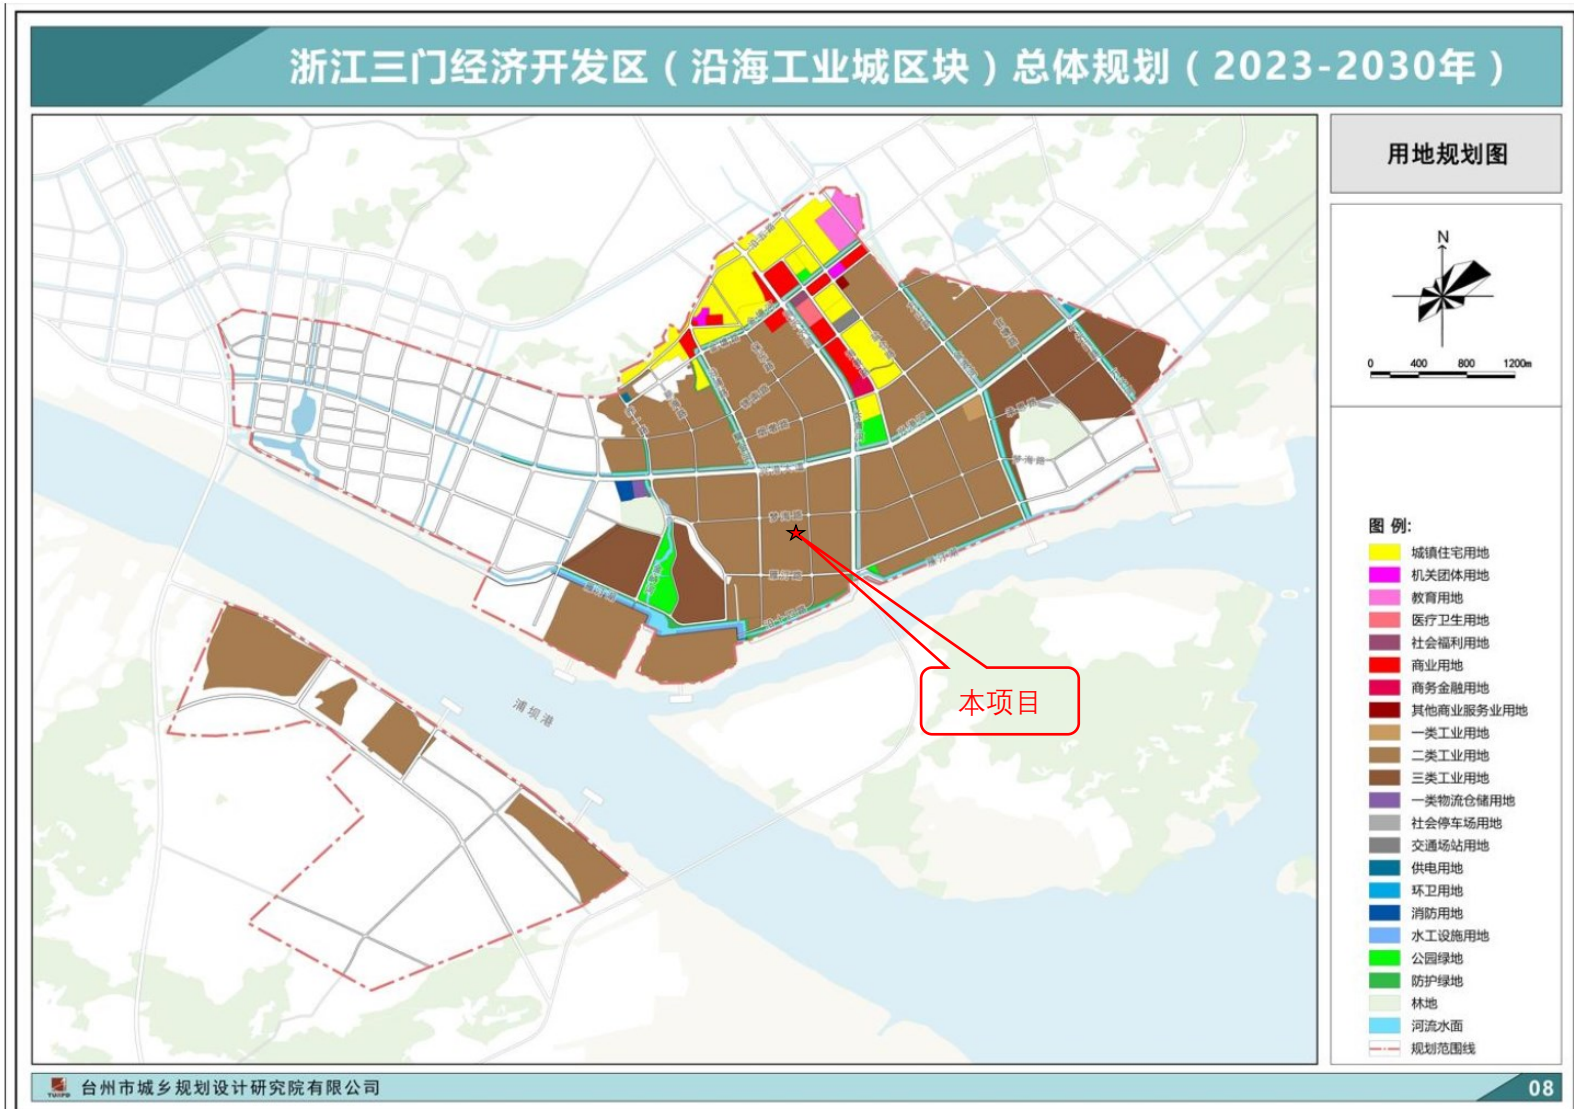 浙江三门经济开发区（沿海工业城区块）总体规划（2023-2030年）
用地规划图
N
0 400 800 1200m
图 例:
城镇住宅用地
机关团体用地
教育用地
医疗卫生用地
社会福利用地
商业用地
商务金融用地
其他商业服务业用地
一类工业用地
二类工业用地
三类工业用地
一类物流仓储用地
社会停车场用地
交通场站用地
供电用地
环卫用地
消防用地
水工设施用地
公园绿地
防护绿地
林地
河流水面
规划范围线
梦海路
梦海路
浦坝港
本项目
台州市城乡规划设计研究院有限公司
08